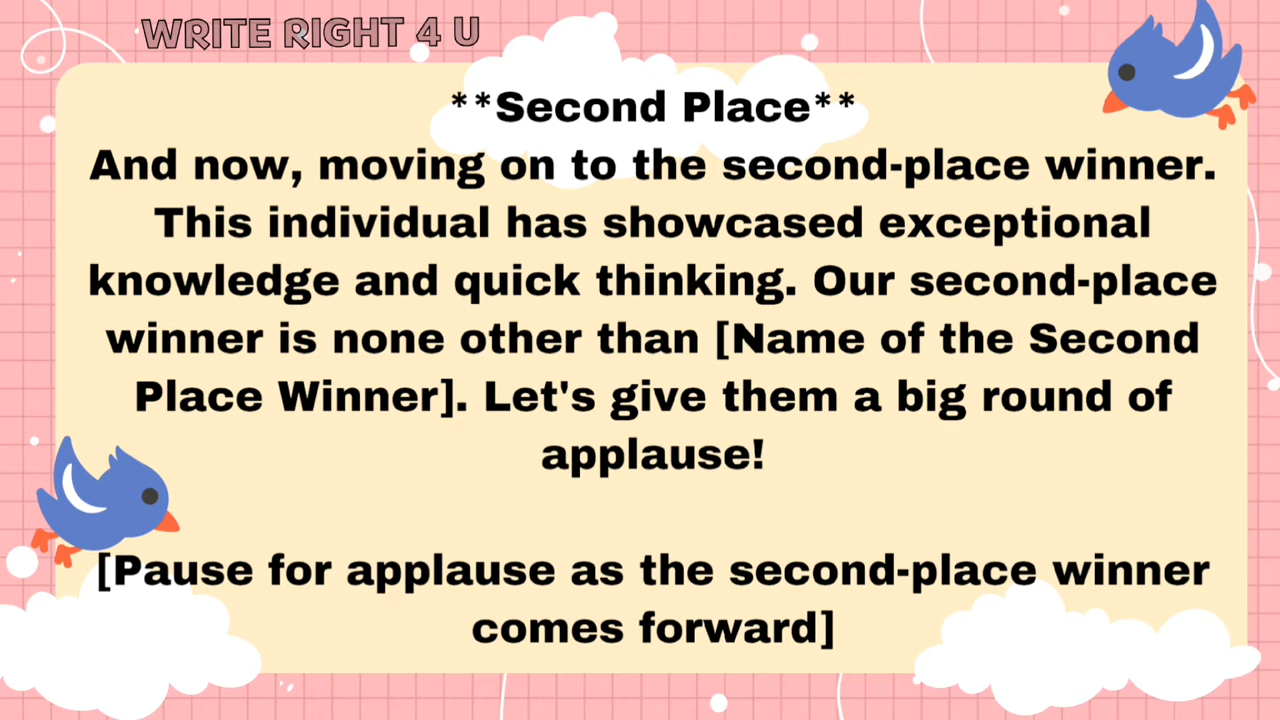 WRITE RIGHT 4 U
**Second Place**
And now, moving on to the second-place winner.
This individual has showcased exceptional
knowledge and quick thinking. Our second-place
winner is none other than [Name of the Second
Place Winner]. Let's give them a big round of
applause!
[Pause for applause as the second-place winner
comes forward]